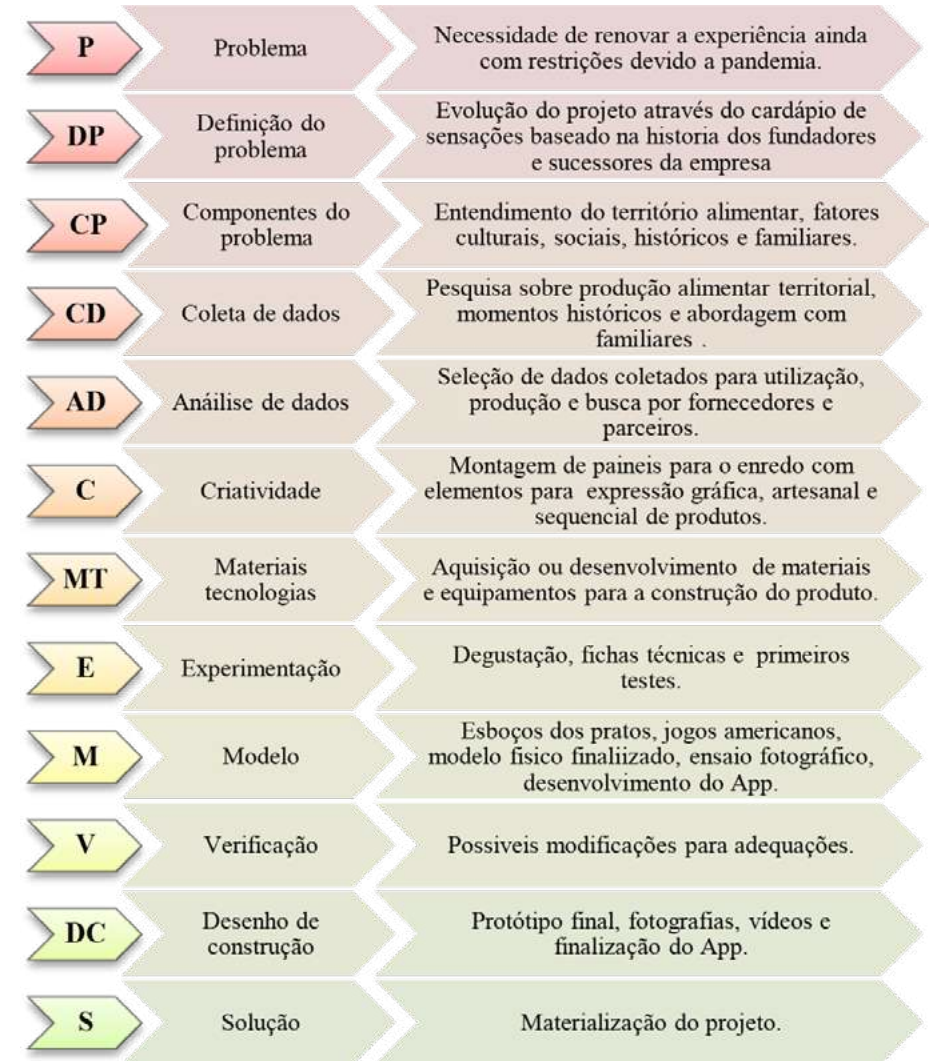 P
Problema
Necessidade de renovar a experiência ainda
com restrições devido a pandemia.
DP
Definição do
problema
Evolução do projeto através do cardápio de
sensações baseado na historia dos fundadores
e sucessores da empresa
CP
Componentes do
problema
Entendimento do território alimentar, fatores
culturais, sociais, históricos e familiares.
CD
Coleta de dados
Pesquisa sobre produção alimentar territorial,
momentos históricos e abordagem com
familiares .
AD
Anáilise de dados
Seleção de dados coletados para utilização,
produção e busca por fornecedores e
parceiros.
C
Criatividade
Montagem de paineis para o enredo com
elementos para expressão gráfica, artesanal e
sequencial de produtos.
MT
Materiais
tecnologias
Aquisição ou desenvolvimento de materiais
e equipamentos para a construção do produto.
E
Experimentação
Degustação, fichas técnicas e primeiros
testes.
M
Modelo
Esboços dos pratos, jogos americanos,
modelo fisico finaliizado, ensaio fotográfico,
desenvolvimento do App.
V
Verificação
Possiveis modificações para adequações.
DC
Desenho de
construção
Protótipo final, fotografias, vídeos e
finalização do App.
S
Solução
Materialização do projeto.